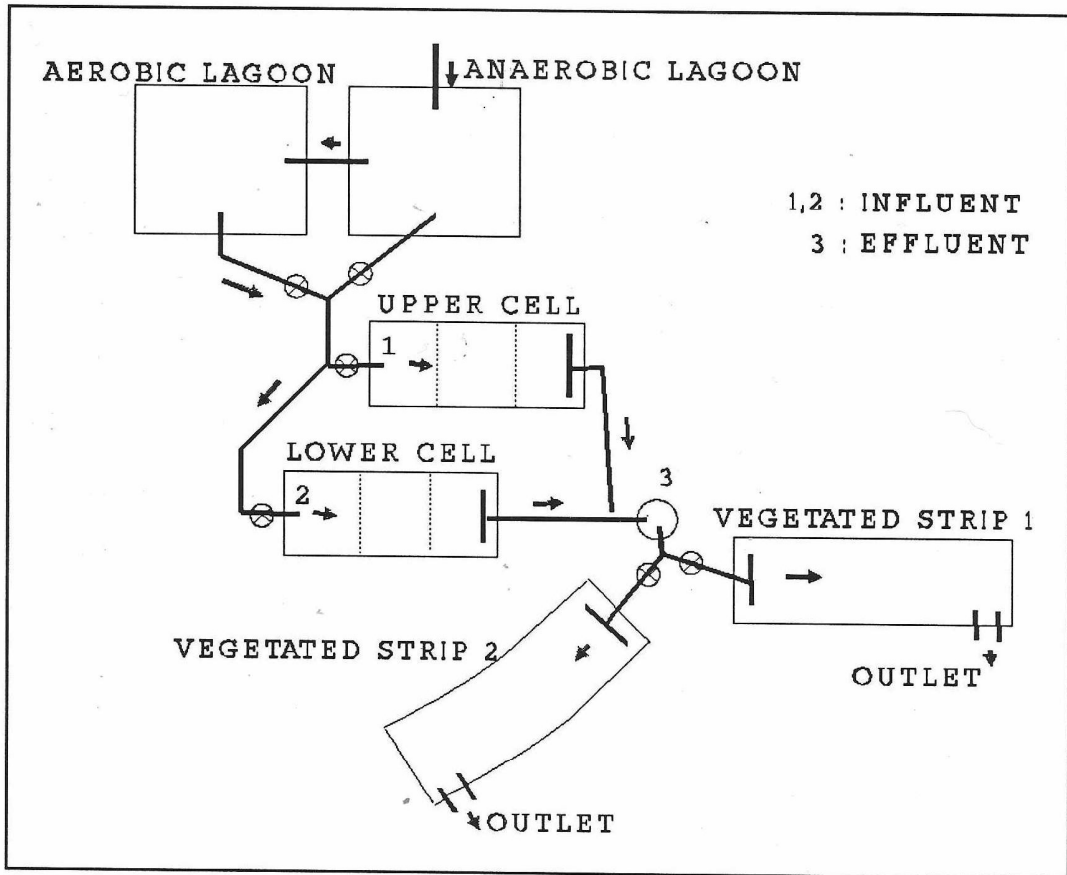 AEROBIC LAGOON
ANAEROBIC LAGOON
1,2 : INFLUENT
3 : EFFLUENT
UPPER CELL
1
LOWER CELL
2
3
VEGETATED STRIP 1
VEGETATED STRIP 2
OUTLET
OUTLET